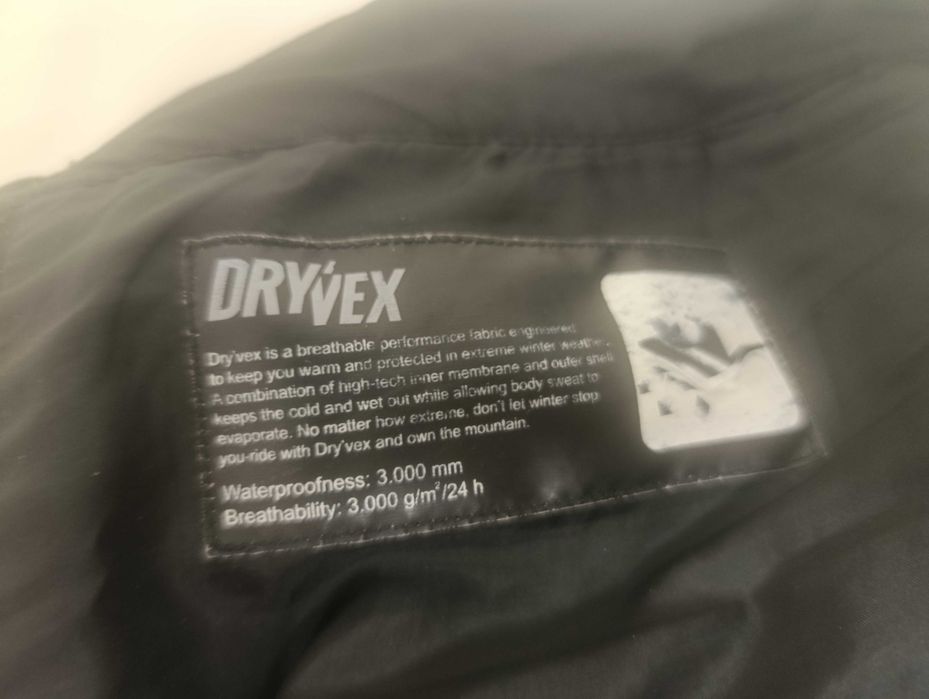 DRY'VEX
Dry'vex is a breathable performance fabric engineered
to keep you warm and protected in extreme winter weather.
A combination of high-tech inner membrane and outer shell
keeps the cold and wet out while allowing body sweat to
evaporate. No matter how extreme, don't let winter stop
you-ride with Dry'vex and own the mountain.
Waterproofness: 3.000 mm
Breathability: 3.000 g/m²/24 h